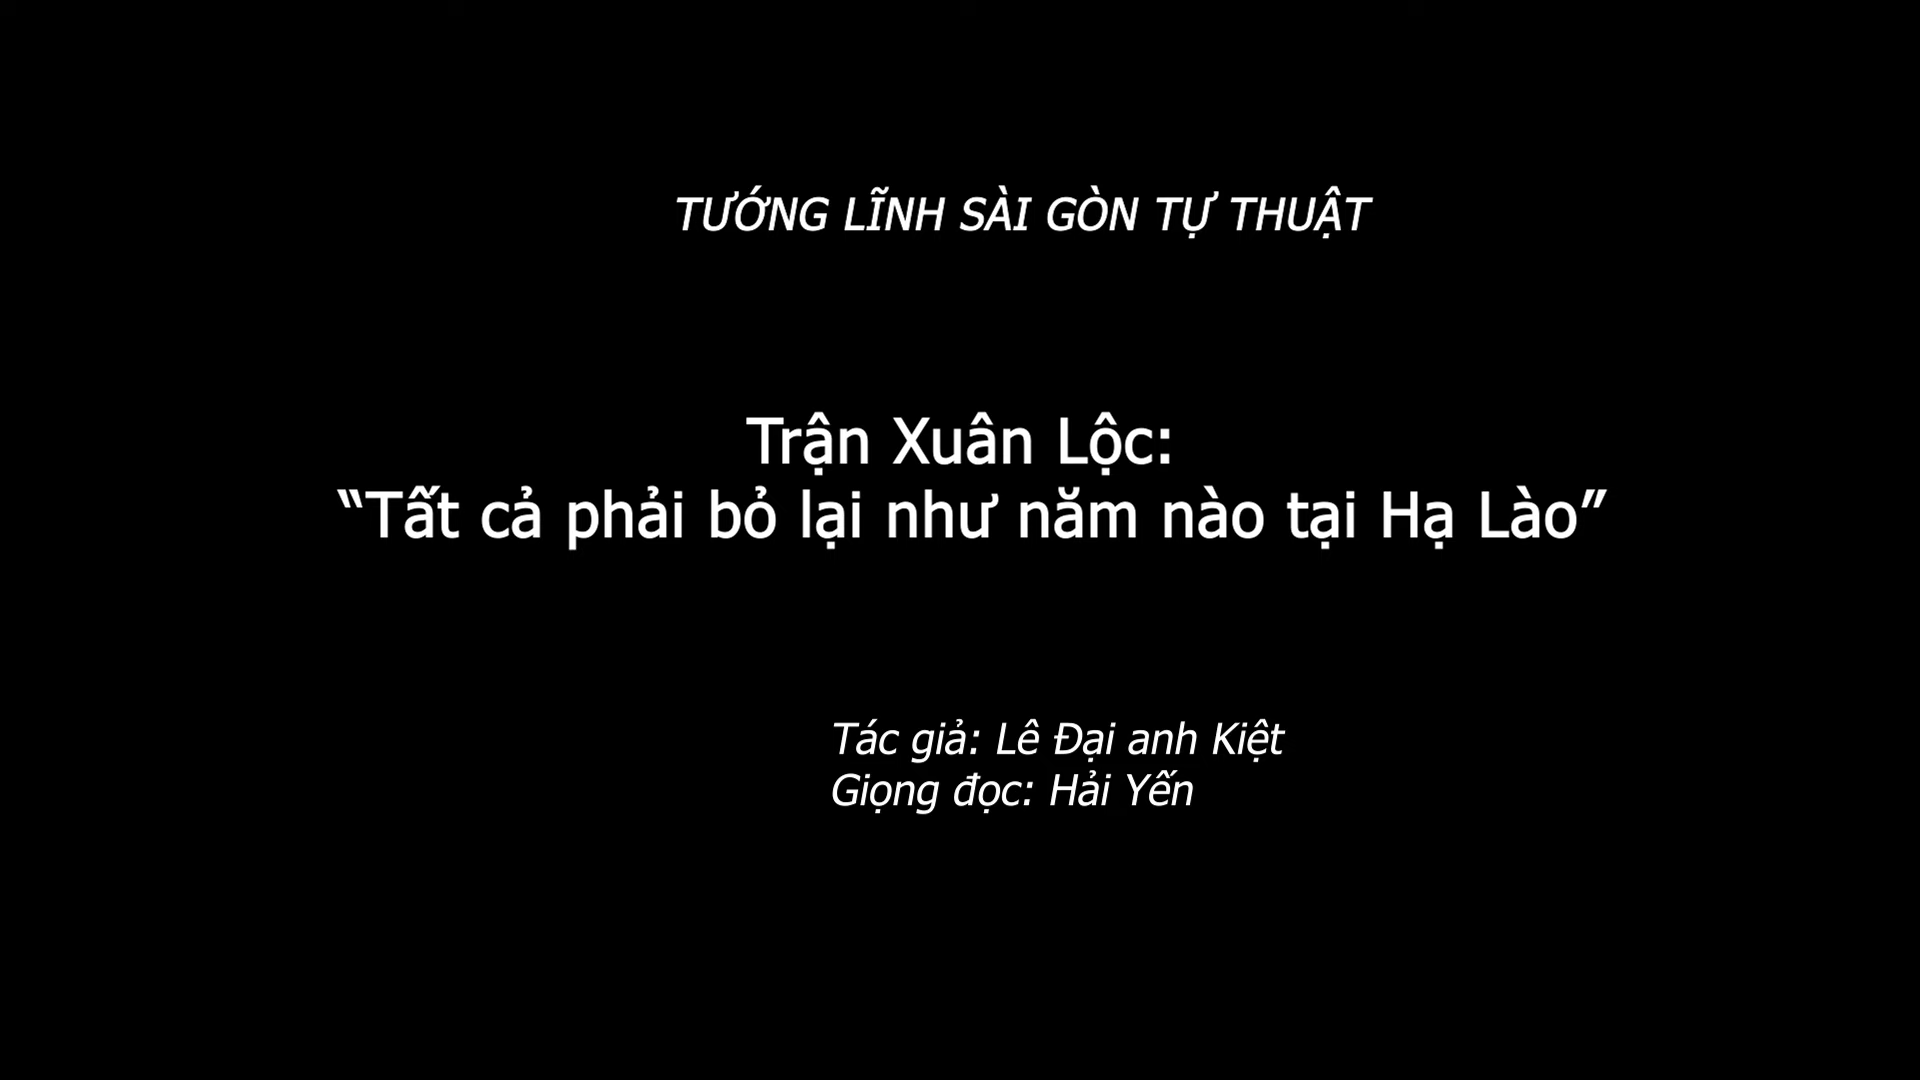 TƯỚNG LĨNH SÀI GÒN TỰ THUẬT
Trận Xuân Lộc:
“Tất cả phải bỏ lại như năm nào tại Hạ Lào”
Tác giả: Lê Đại anh Kiệt
Giọng đọc: Hải Yến